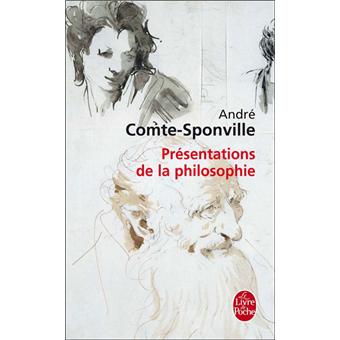 André
Comte-Sponville
Présentations
de la philosophie
Le
Livre
de
Poche